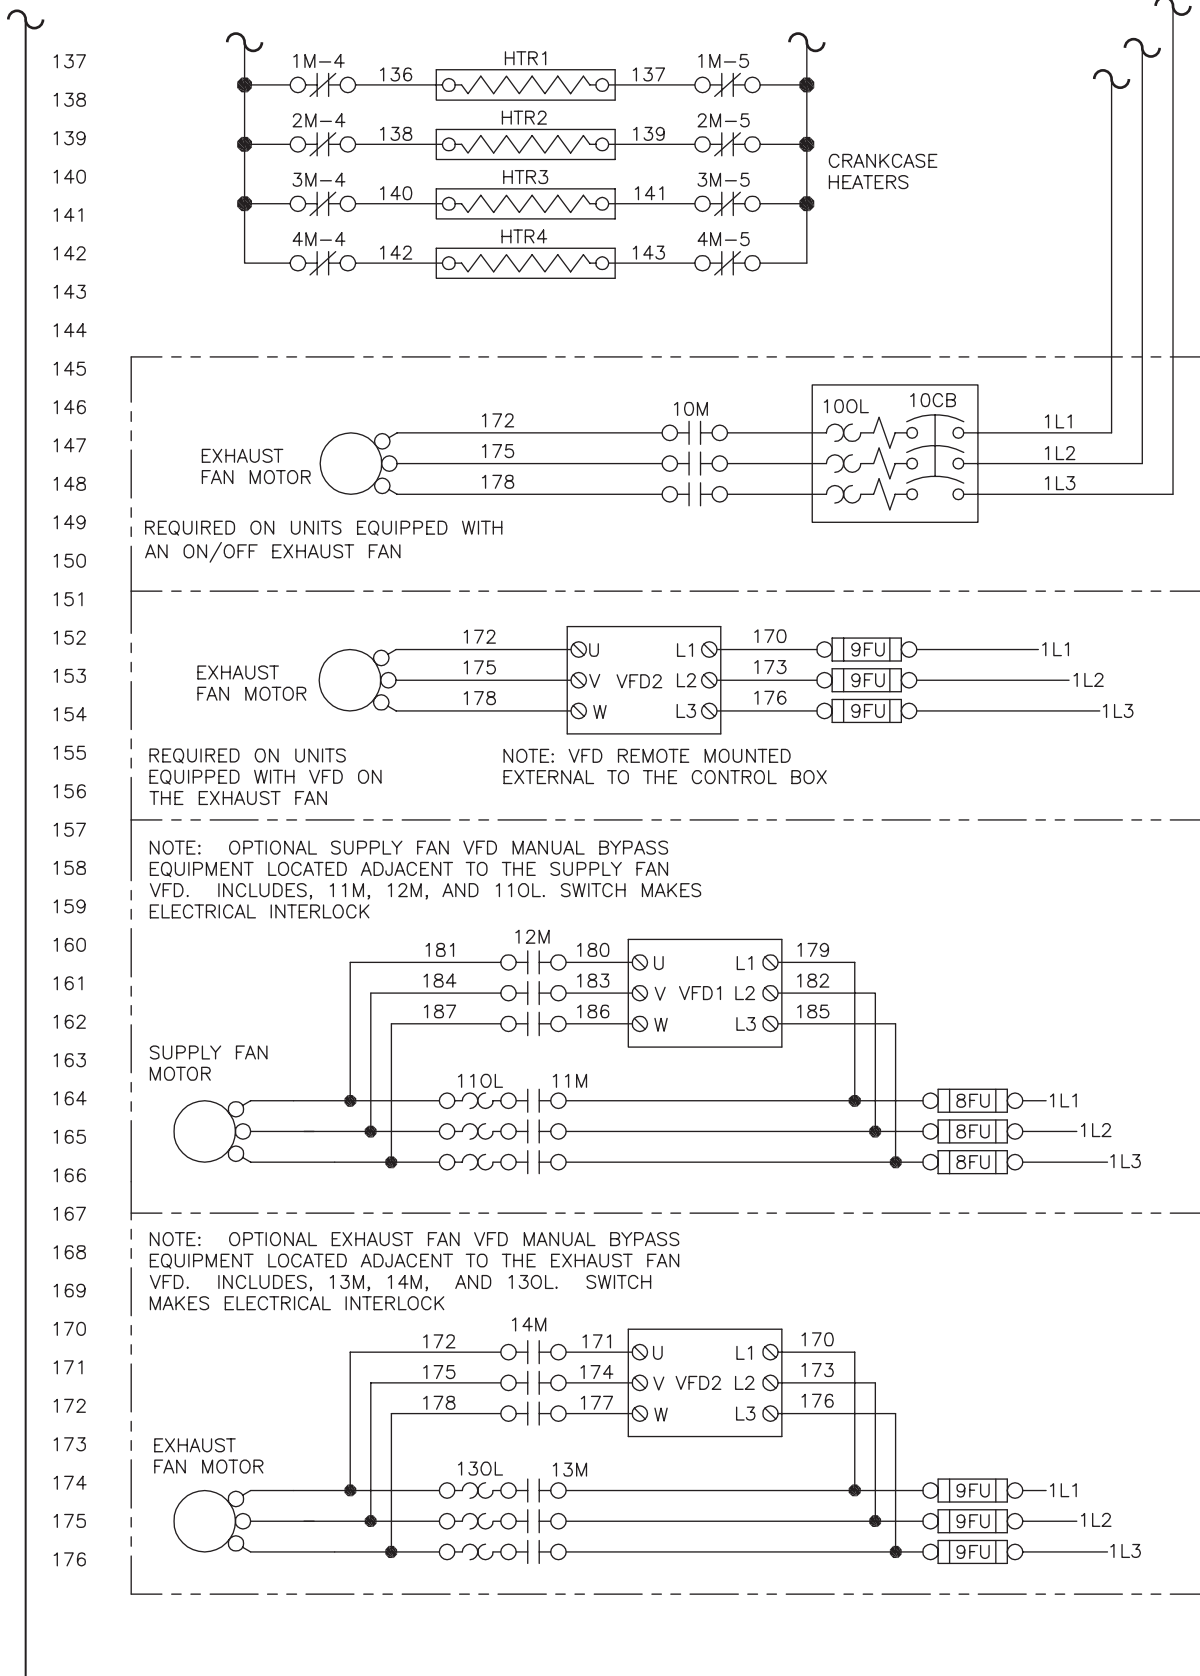 137
1M-4 136 HTR1 137 1M-5
138
2M-4 138 HTR2 139 2M-5
139
140
3M-4 140 HTR3 141 3M-5
CRANKCASE
HEATERS
141
4M-4 142 HTR4 143 4M-5
142
143
144
145
146
172 10M 10OL 10CB 1L1
147
EXHAUST
FAN MOTOR
175 1L2
148
178 1L3
149
REQUIRED ON UNITS EQUIPPED WITH
AN ON/OFF EXHAUST FAN
150
151
152
172 U L1 170 9FU 1L1
153
EXHAUST
FAN MOTOR
175 V VFD2 L2 173 9FU 1L2
154
178 W L3 176 9FU 1L3
155
REQUIRED ON UNITS
EQUIPPED WITH VFD ON
THE EXHAUST FAN
NOTE: VFD REMOTE MOUNTED
EXTERNAL TO THE CONTROL BOX
156
157
NOTE: OPTIONAL SUPPLY FAN VFD MANUAL BYPASS
158
EQUIPMENT LOCATED ADJACENT TO THE SUPPLY FAN
VFD. INCLUDES, 11M, 12M, AND 11OL. SWITCH MAKES
159
ELECTRICAL INTERLOCK
160
181 12M 180 U L1 179
161
184 183 V VFD1 L2 182
162
187 186 W L3 185
163
SUPPLY FAN
MOTOR
164
11OL 11M 8FU 1L1
165
8FU 1L2
166
8FU 1L3
167
NOTE: OPTIONAL EXHAUST FAN VFD MANUAL BYPASS
168
EQUIPMENT LOCATED ADJACENT TO THE EXHAUST FAN
VFD. INCLUDES, 13M, 14M, AND 13OL. SWITCH
169
MAKES ELECTRICAL INTERLOCK
170
172 14M 171 U L1 170
171
175 174 V VFD2 L2 173
172
178 177 W L3 176
173
EXHAUST
FAN MOTOR
174
13OL 13M 9FU 1L1
175
9FU 1L2
176
9FU 1L3